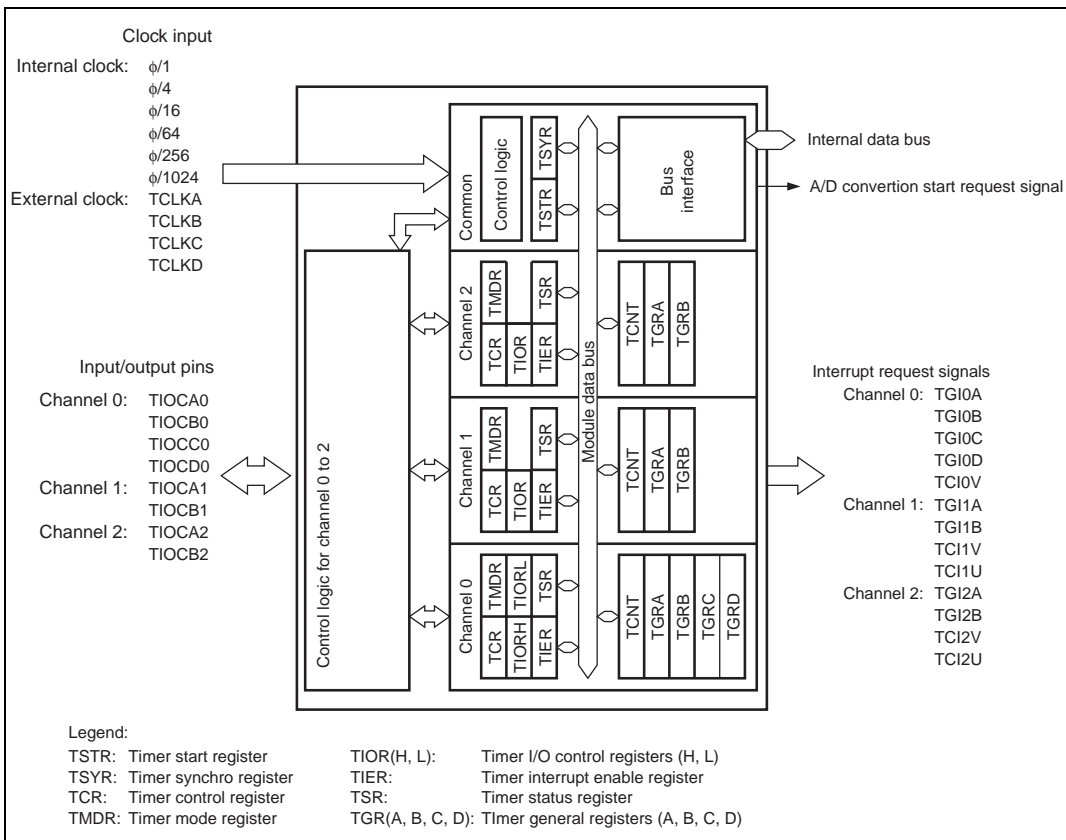 Clock input
Internal clock: ϕ/1
ϕ/4
ϕ/16
ϕ/64
ϕ/256
ϕ/1024
External clock: TCLKA
TCLKB
TCLKC
TCLKD
Input/output pins
Channel 0: TIOCA0
TIOCB0
TIOCC0
TIOCD0
Channel 1: TIOCA1
TIOCB1
Channel 2: TIOCA2
TIOCB2
Control logic for channel 0 to 2
Common
Control logic
TSYR
TSTR
Bus
interface
Module data bus
Channel 2
TMDR
TSR
TCR
TIOR
TIER
TCNT
TGRA
TGRB
Channel 1
TMDR
TSR
TCR
TIOR
TIER
TCNT
TGRA
TGRB
Channel 0
TMDR
TIORL
TSR
TCR
TIORH
TIER
TCNT
TGRA
TGRB
TGRC
TGRD
Internal data bus
A/D convertion start request signal
Interrupt request signals
Channel 0: TGI0A
TGI0B
TGI0C
TGI0D
TCI0V
Channel 1: TGI1A
TGI1B
TCI1V
TCI1U
Channel 2: TGI2A
TGI2B
TCI2V
TCI2U
Legend:
TSTR: Timer start register
TSYR: Timer synchro register
TCR: Timer control register
TMDR: Timer mode register
TIOR(H, L): Timer I/O control registers (H, L)
TIER: Timer interrupt enable register
TSR: Timer status register
TGR(A, B, C, D): TImer general registers (A, B, C, D)